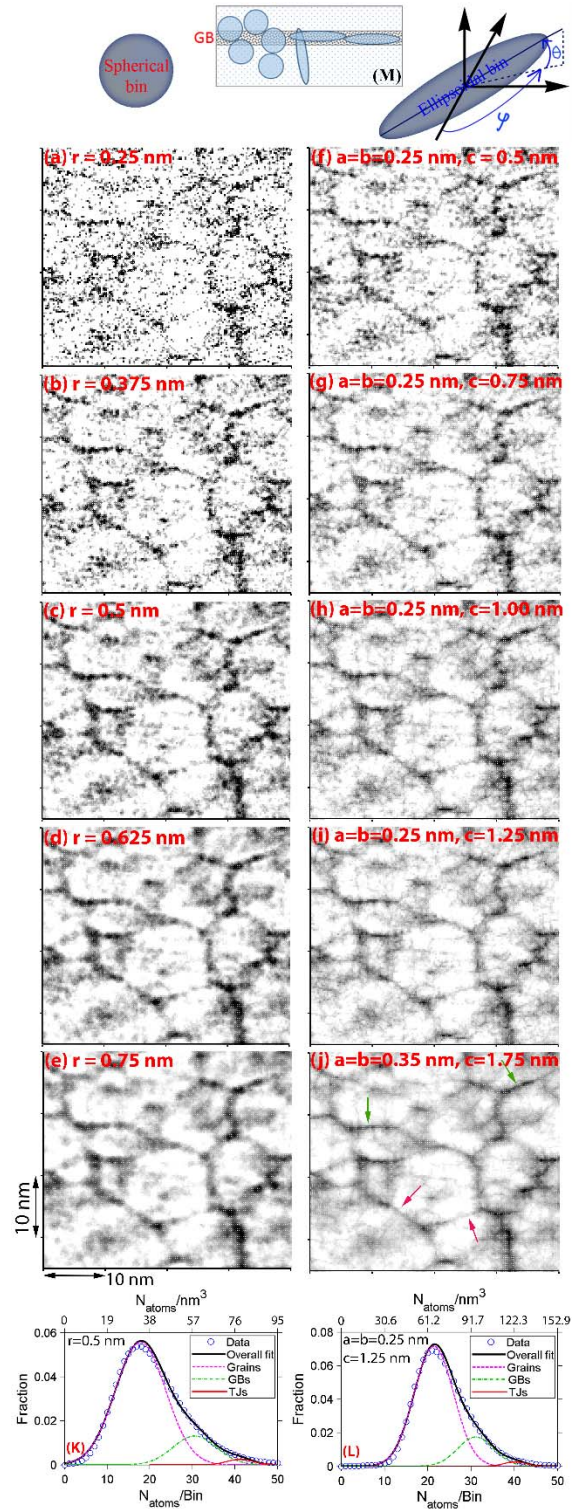 Spherical
bin
GB
(M)
Ellipsoidal bin
θ
φ
(a) r = 0.25 nm
(f) a=b=0.25 nm, c = 0.5 nm
(b) r = 0.375 nm
(g) a=b=0.25 nm, c=0.75 nm
(c) r = 0.5 nm
(h) a=b=0.25 nm, c=1.00 nm
(d) r = 0.625 nm
(i) a=b=0.25 nm, c=1.25 nm
(e) r = 0.75 nm
(j) a=b=0.35 nm, c=1.75 nm
10 nm
10 nm
Natoms/nm³
0 19 38 57 76 95
r=0.5 nm
Data
Overall fit
Grains
GBs
TJs
Fraction
0.06
0.04
0.02
0
(K)
0 10 20 30 40 50
Natoms/Bin
Natoms/nm³
0 30.6 61.2 91.7 122.3 152.9
a=b=0.25 nm
c=1.25 nm
Data
Overall fit
Grains
GBs
TJs
Fraction
0.08
0.06
0.04
0.02
0
(L)
0 10 20 30 40 50
Natoms/Bin